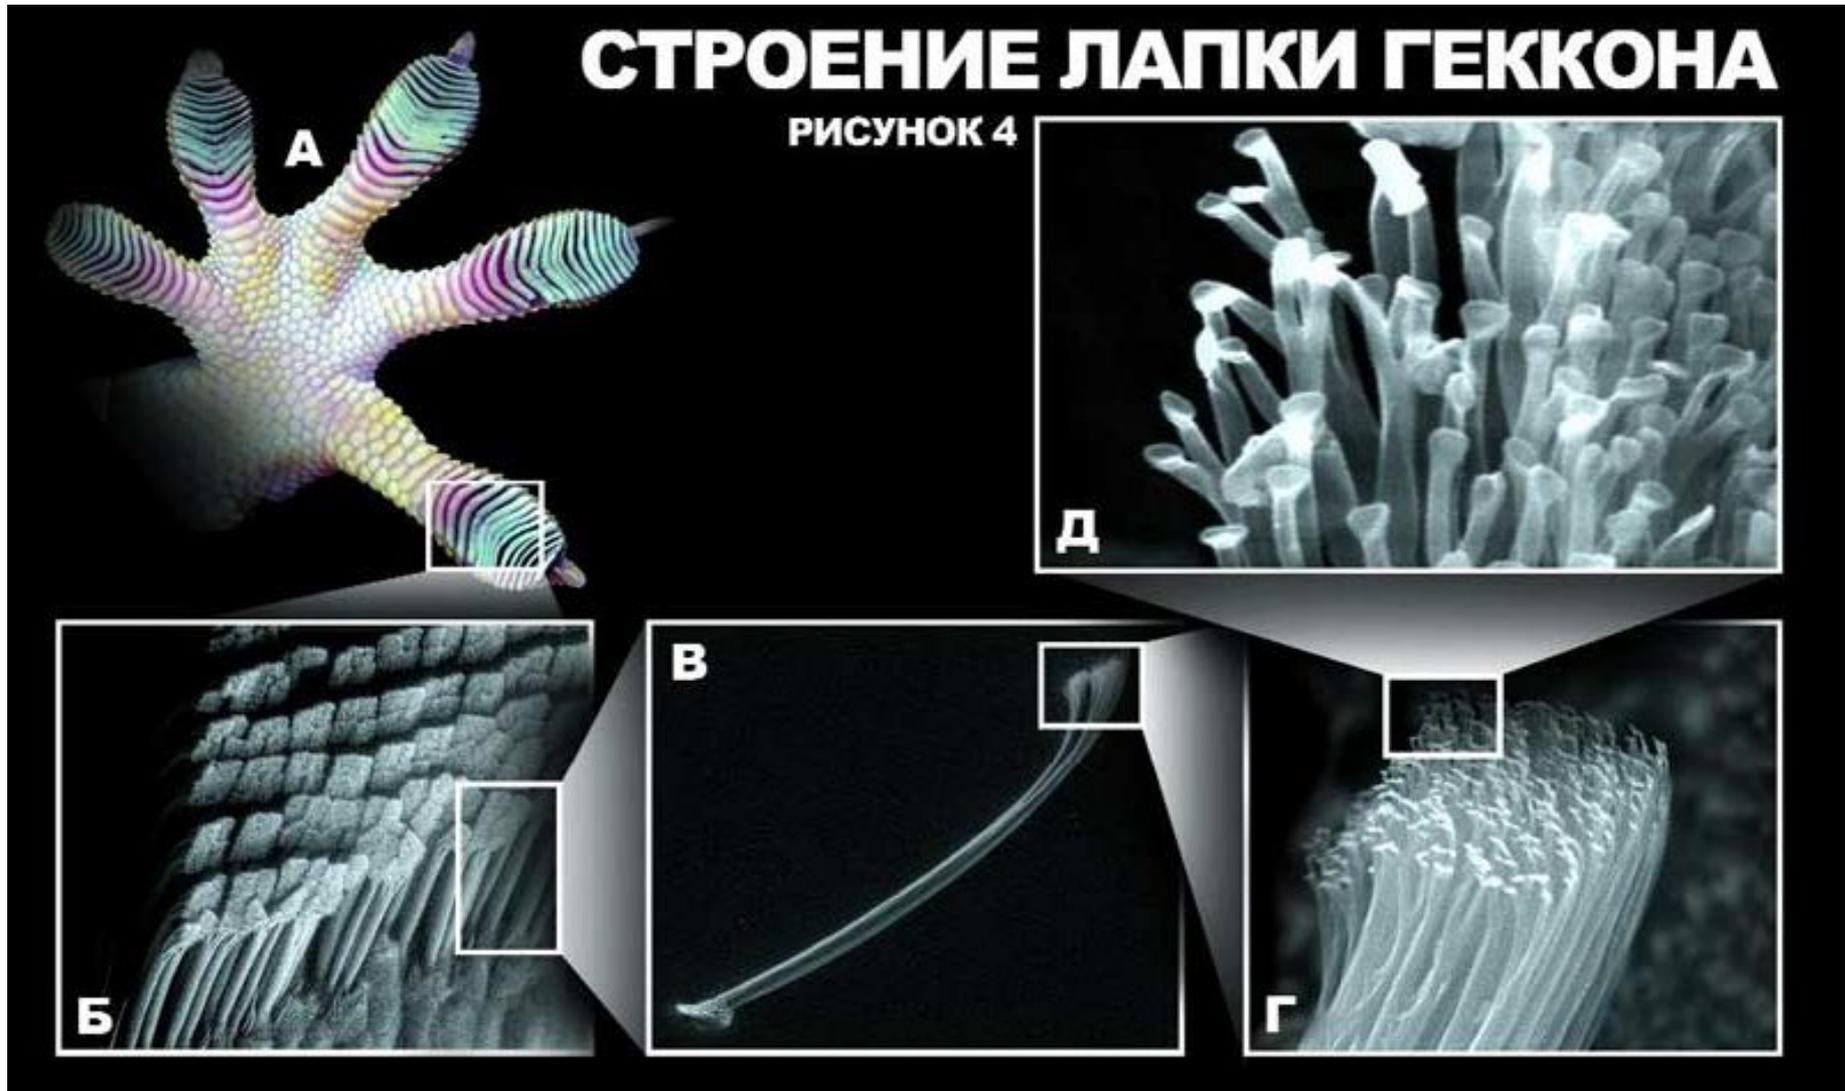 СТРОЕНИЕ ЛАПКИ ГЕККОНА
РИСУНОК 4
А
Д
Б
В
Г